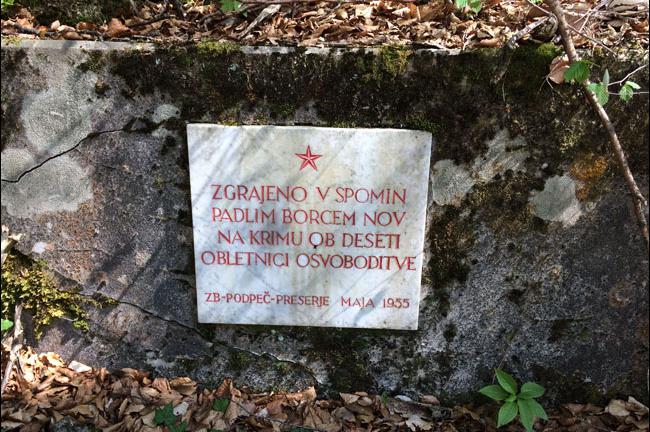 ZGRAJENO V SPOMIN
PADLIM BORCEM NOV
NA KRIMU OB DESETI
OBLETNICI OSVOBODITVE
ZB-PODPEČ-PRESERJE MAJA 1955